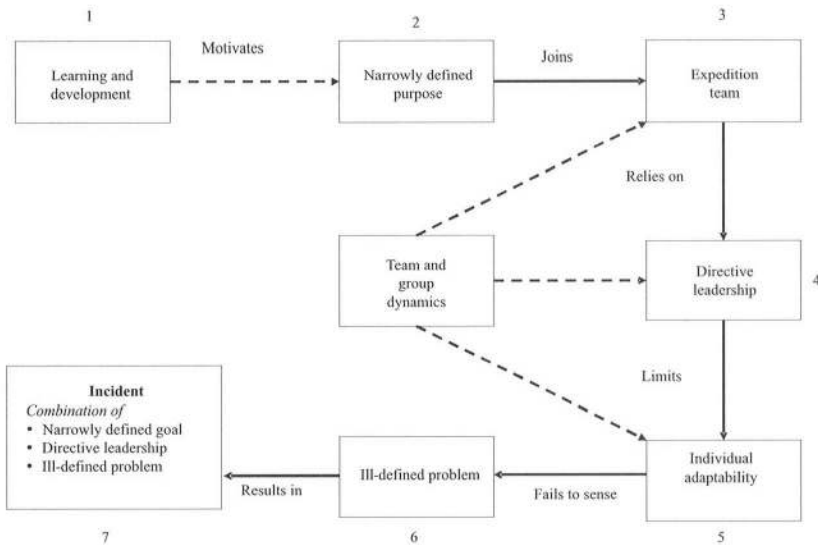 1
2
3
Learning and
development
Motivates
Narrowly defined
purpose
Joins
Expedition
team
Relies on
Team and
group
dynamics
Directive
leadership
4
Limits
Incident
Combination of
• Narrowly defined goal
• Directive leadership
• Ill-defined problem
Results in
Ill-defined problem
Fails to sense
Individual
adaptability
7
6
5